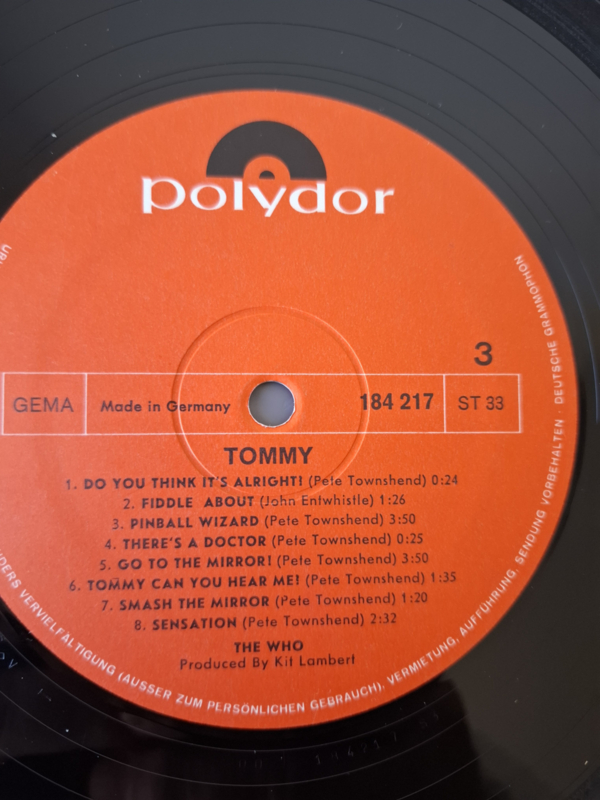 polydor
3
GEMA
Made in Germany
184 217
ST 33
TOMMY
1. DO YOU THINK IT'S ALRIGHT! (Pete Townshend) 0:24
2. FIDDLE ABOUT (John Entwhistle) 1:26
3. PINBALL WIZARD (Pete Townshend) 3:50
4. THERE'S A DOCTOR (Pete Townshend) 0:25
5. GO TO THE MIRROR! (Pete Townshend) 3:50
6. TOMMY CAN YOU HEAR ME! (Pete Townshend) 1:35
7. SMASH THE MIRROR (Pete Townshend) 1:20
8. SENSATION (Pete Townshend) 2:32
THE WHO
Produced By Kit Lambert
DEUTSCHE GRAMMOPHON
NDERS VERVIELFÄLTIGUNG (AUSSER ZUM PERSÖNLICHEN GEBRAUCH), VERMIETUNG, AUFFÜHRUNG, SENDUNG VORBEHALTEN ·